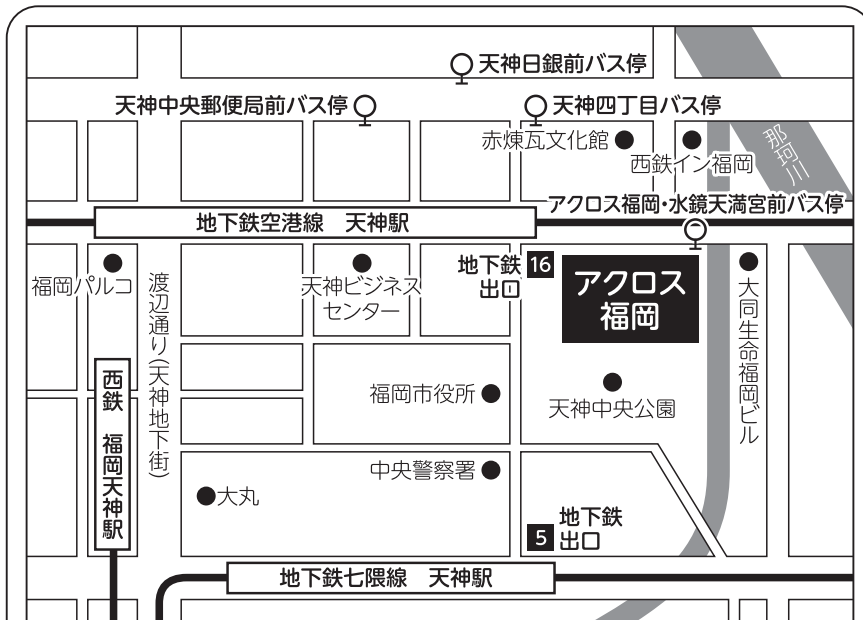 天神日銀前バス停
天神中央郵便局前バス停
天神四丁目バス停
赤煉瓦文化館
西鉄イン福岡
那珂川
アクロス福岡・水鏡天満宮前バス停
地下鉄空港線 天神駅
福岡パルコ
渡辺通り(天神地下街)
天神ビジネス
センター
地下鉄
出口
16
アクロス
福岡
大同生命福岡ビル
西鉄 福岡天神駅
福岡市役所
天神中央公園
中央警察署
大丸
5
地下鉄
出口
地下鉄七隈線 天神駅